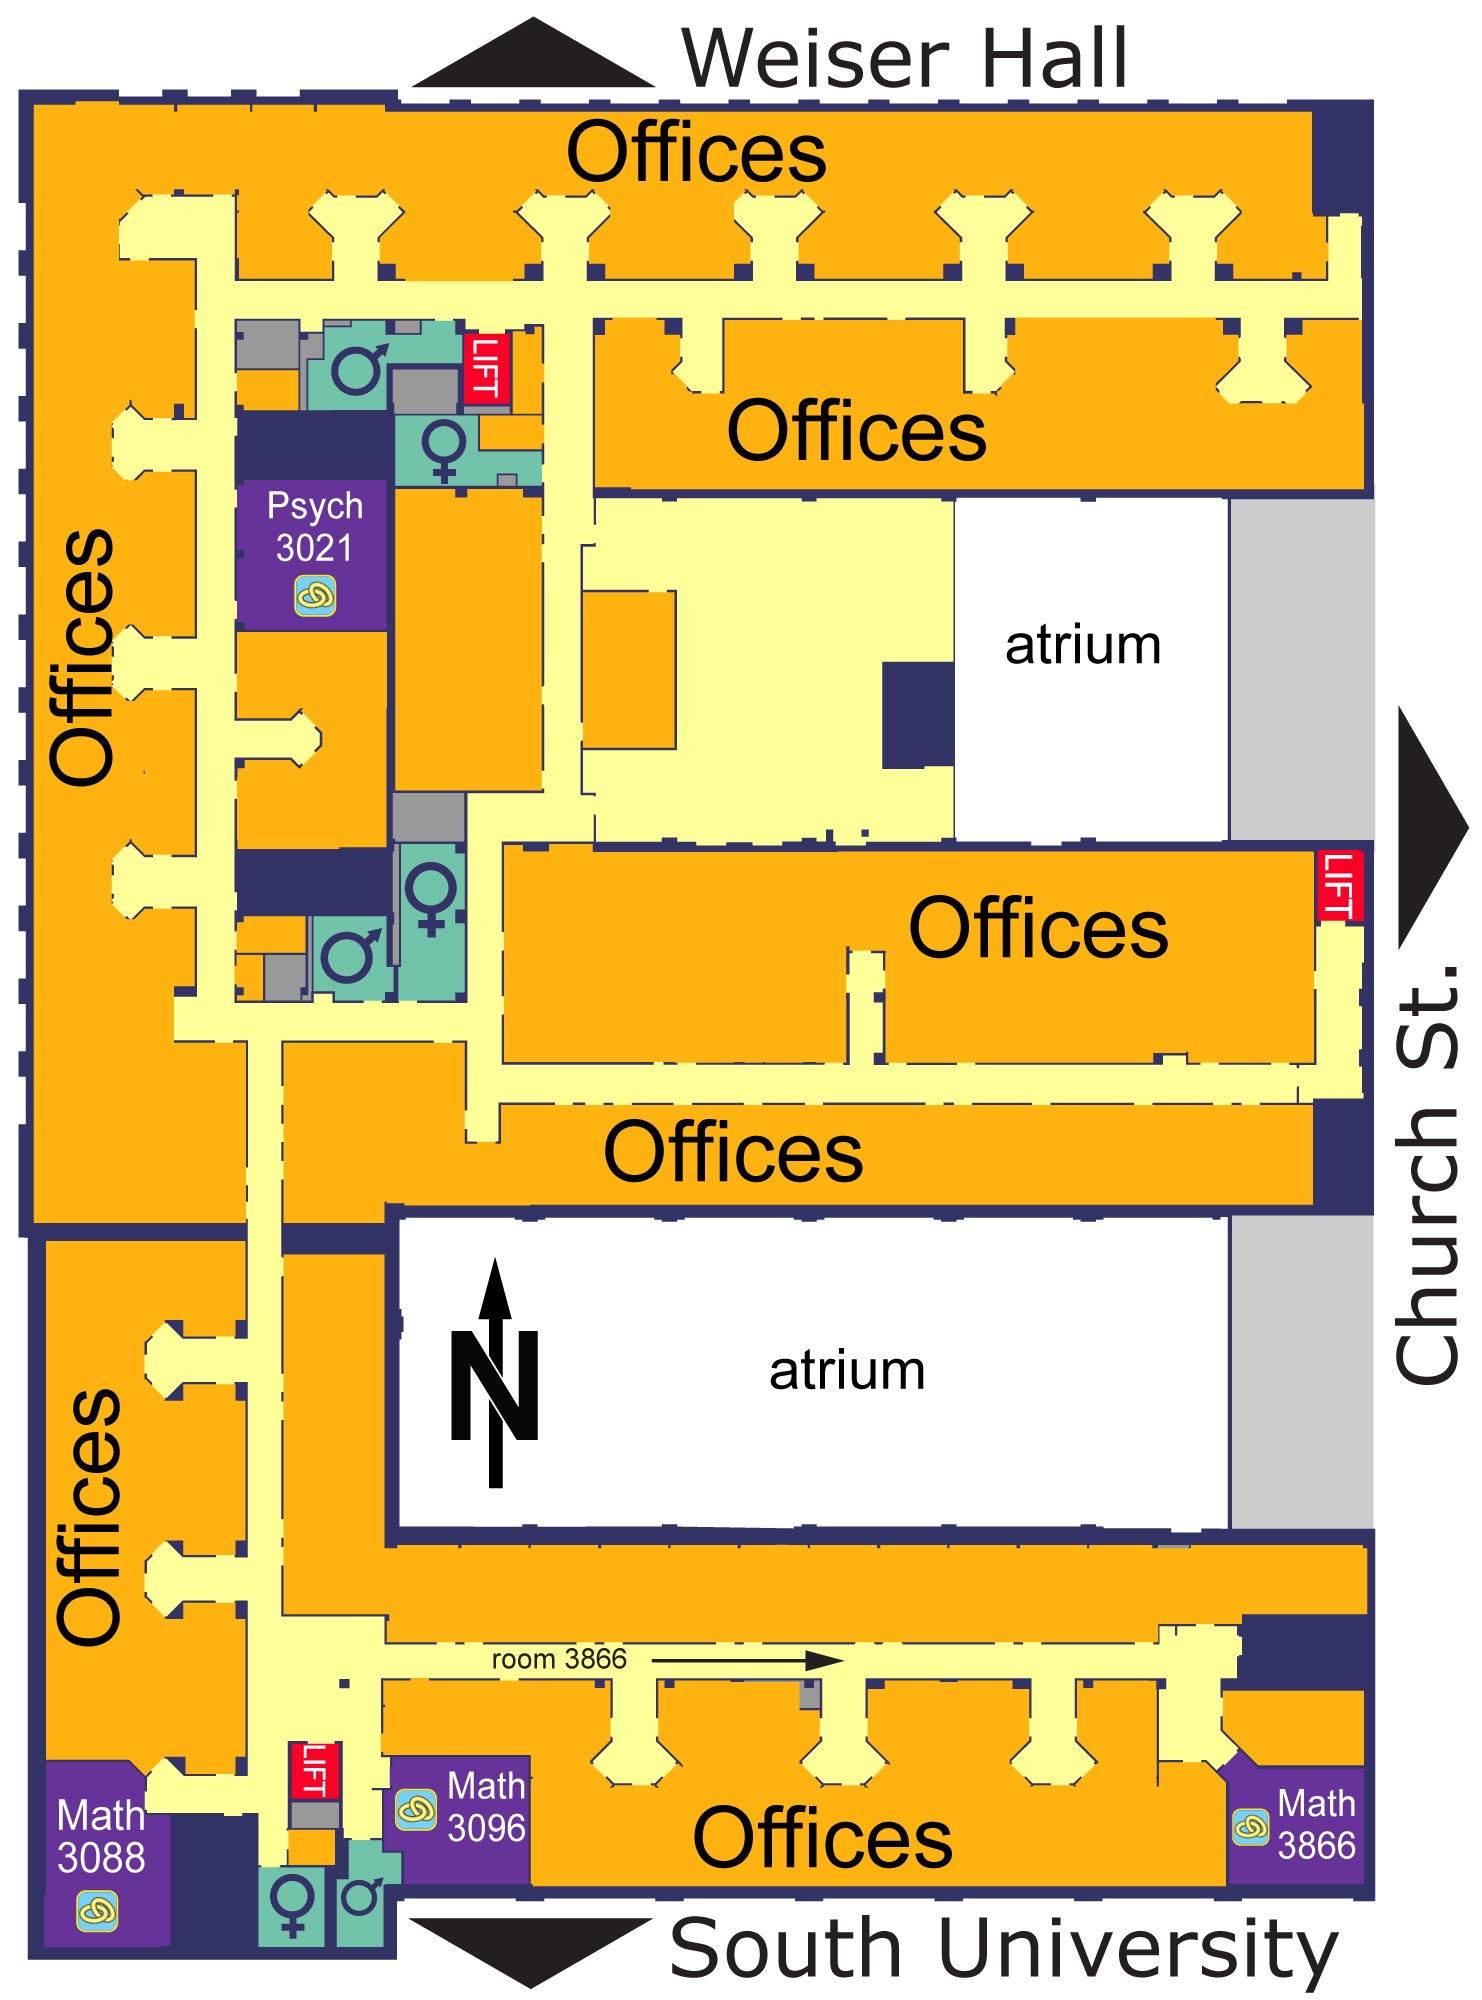 Weiser Hall
Offices
LIFT
Offices
Psych
3021
Offices
atrium
LIFT
Offices
Church St.
Offices
N
atrium
Offices
room 3866
LIFT
Math
3088
Math
3096
Math
3866
Offices
South University